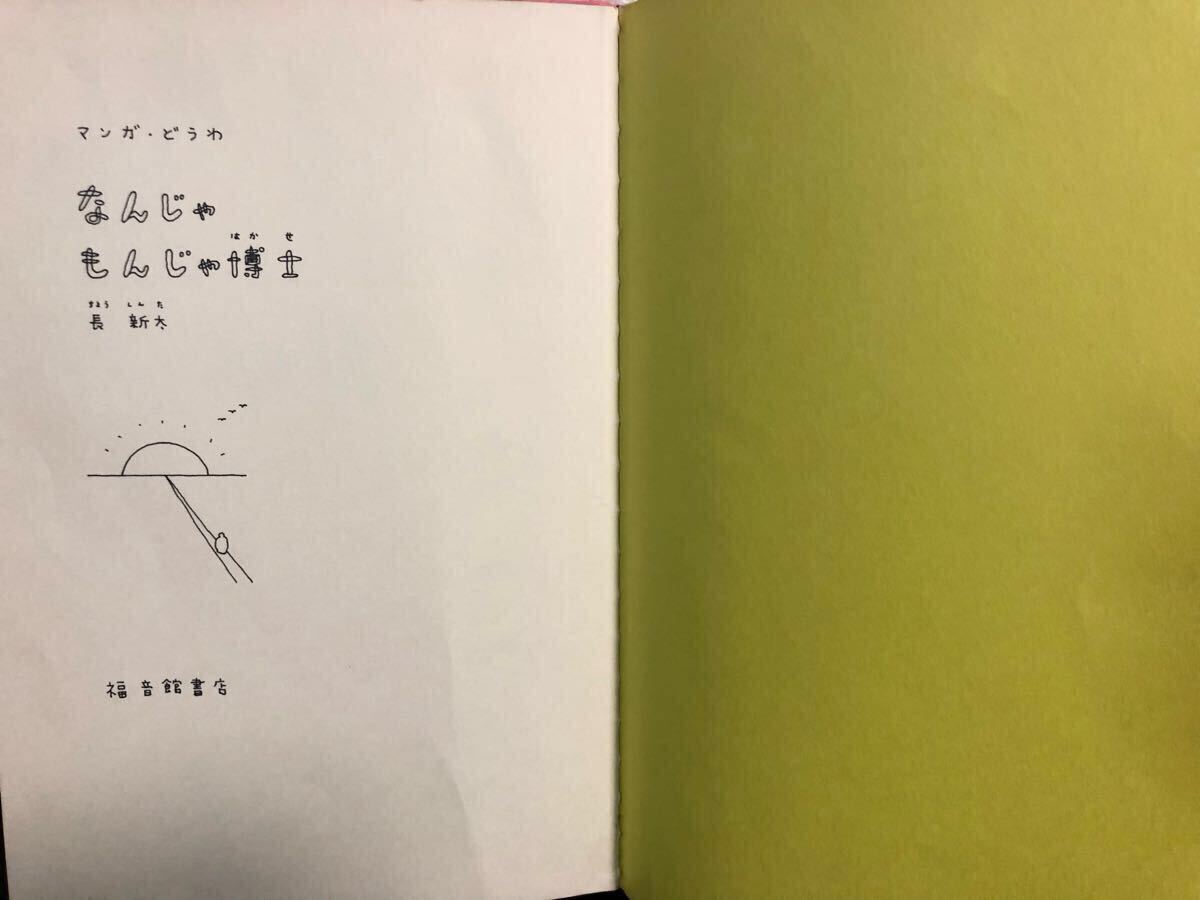 マンガ・どうわ
なんじゃ
はかせ
もんじゃ博士
ちょう しんた
長 新太
福音館書店